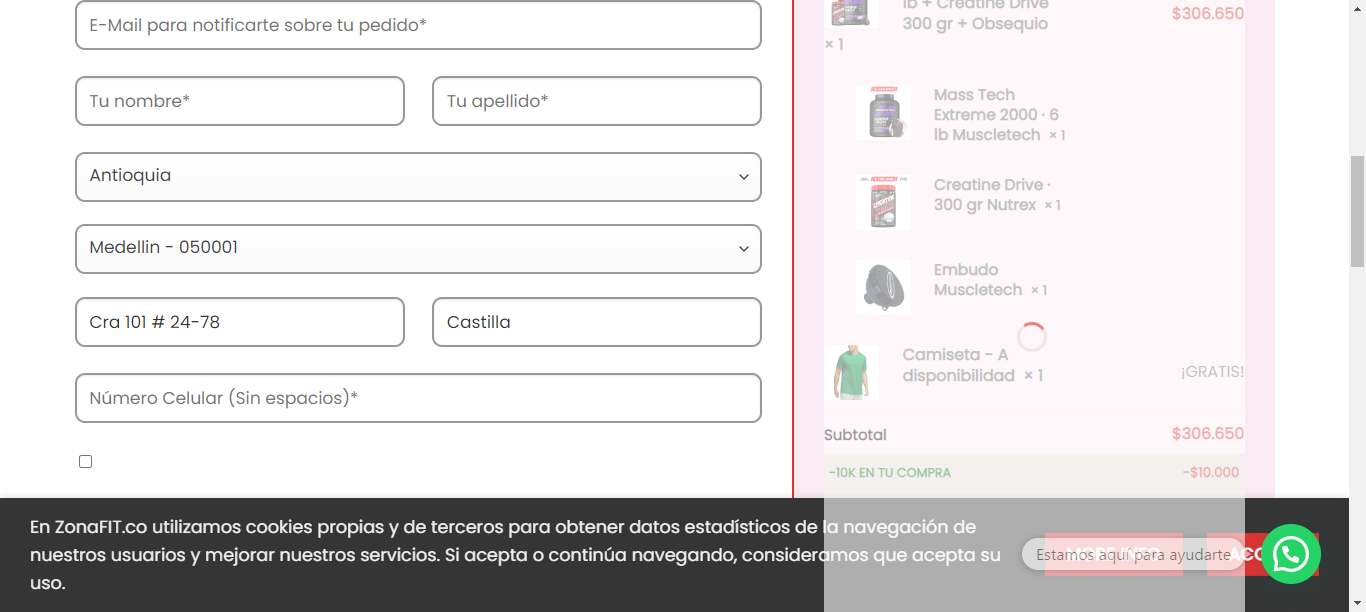 E-Mail para notificarte sobre tu pedido*
Tu nombre*
Tu apellido*
Antioquia
Medellin - 050001
Cra 101 # 24-78
Castilla
Número Celular (Sin espacios)*
lb + Creatine Drive
300 gr + Obsequio
× 1
$306.650
Mass Tech
Extreme 2000 · 6
lb Muscletech × 1
Creatine Drive ·
300 gr Nutrex × 1
Embudo
Muscletech × 1
Camiseta - A
disponibilidad × 1
¡GRATIS!
Subtotal
$306.650
-10K EN TU COMPRA
-$10.000
En ZonaFIT.co utilizamos cookies propias y de terceros para obtener datos estadísticos de la navegación de
nuestros usuarios y mejorar nuestros servicios. Si acepta o continúa navegando, consideramos que acepta su
uso.
Estamos aquí para ayudarte